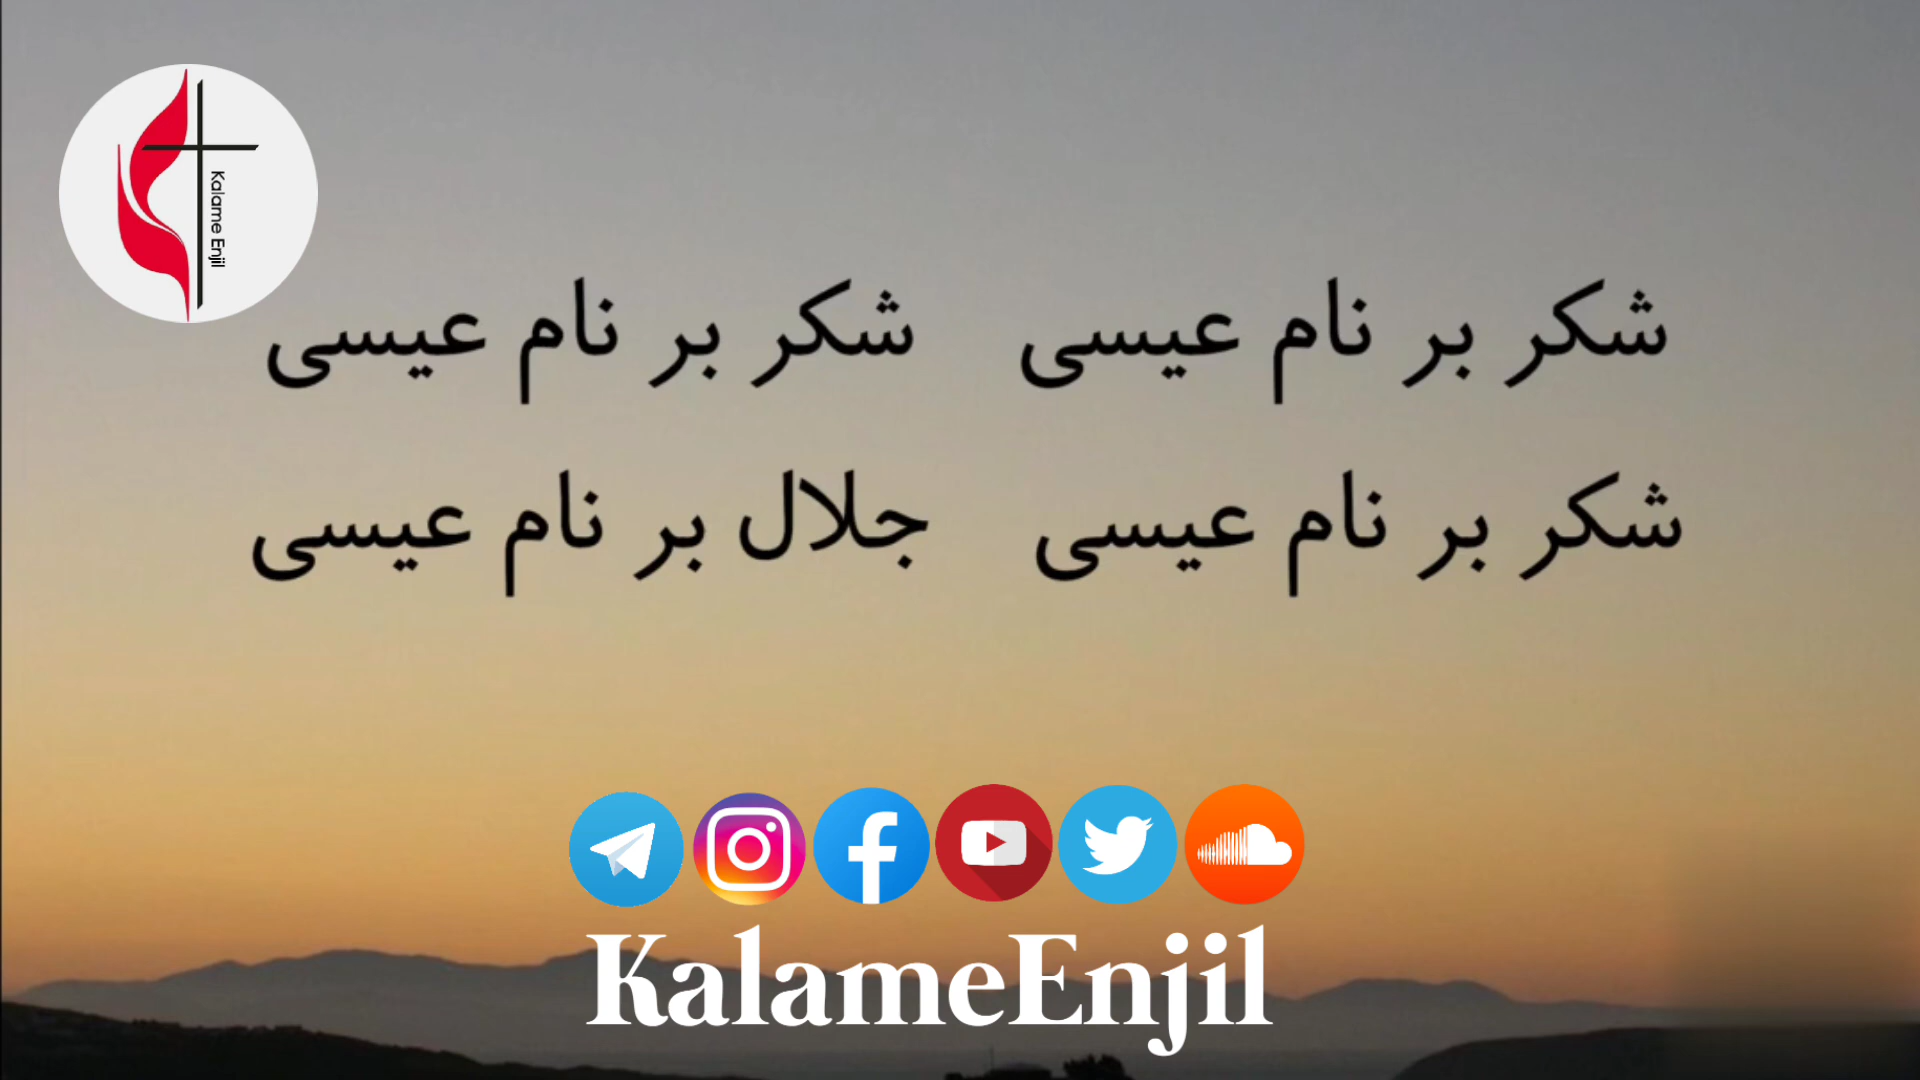 Kalame Enjil
شکر بر نام عیسی    شکر بر نام عیسی
شکر بر نام عیسی    جلال بر نام عیسی
KalameEnjil